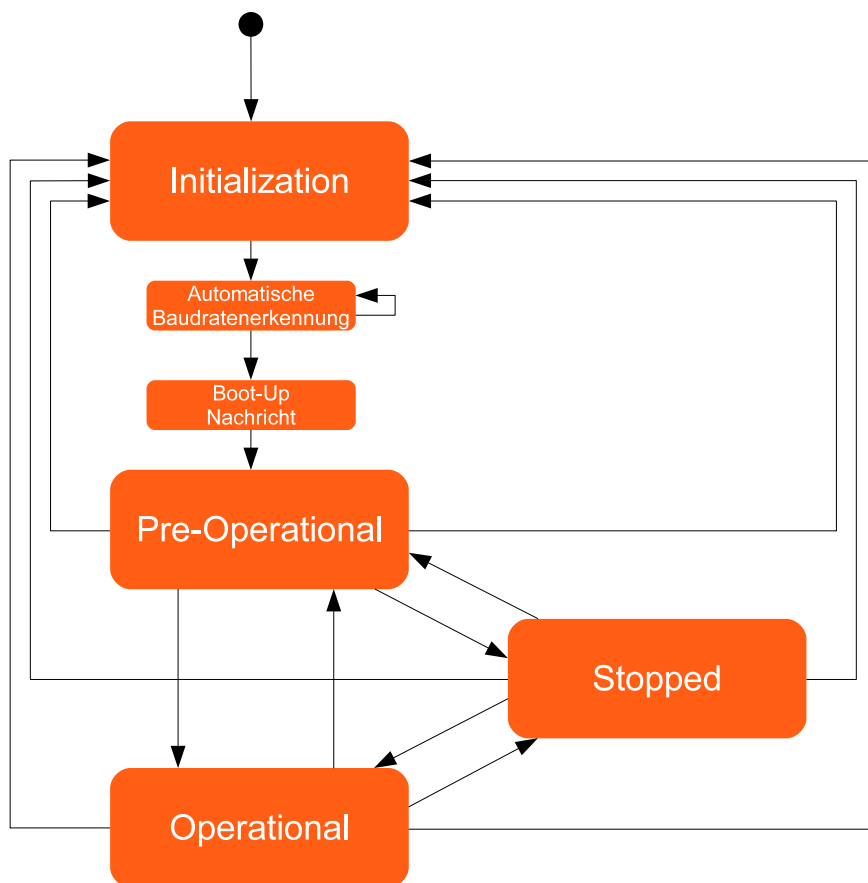 Initialization
Automatische
Baudratenerkennung
Boot-Up
Nachricht
Pre-Operational
Stopped
Operational